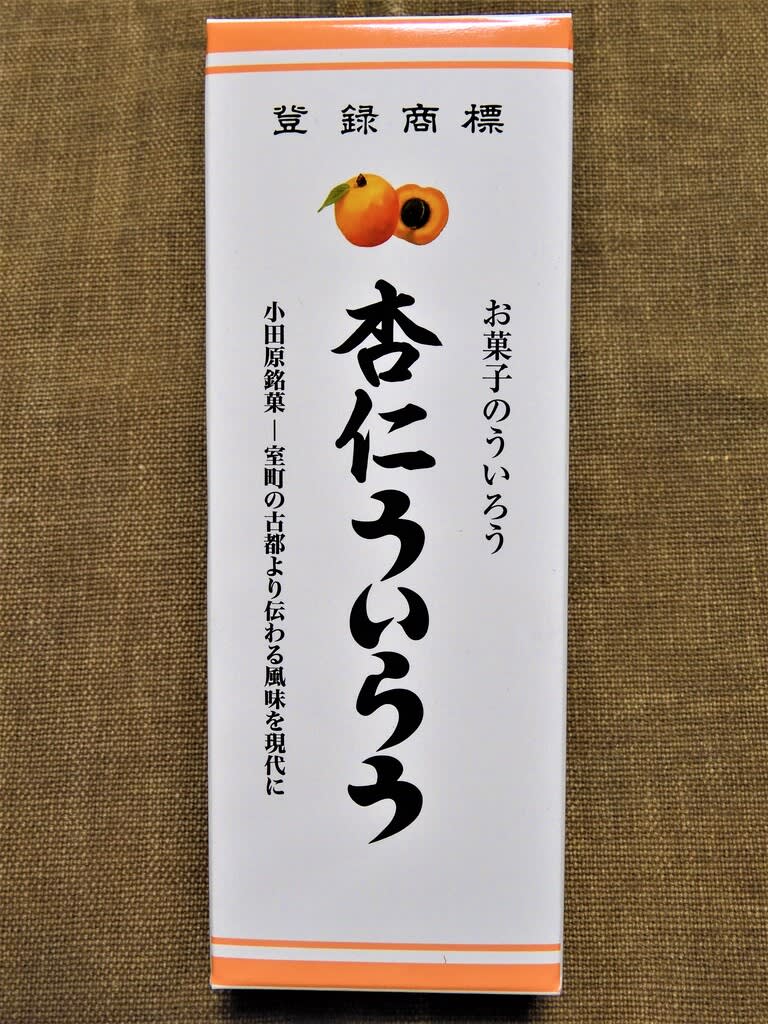 登録商標
お菓子のういろう
杏仁ういらう
小田原銘菓―室町の古都より伝わる風味を現代に